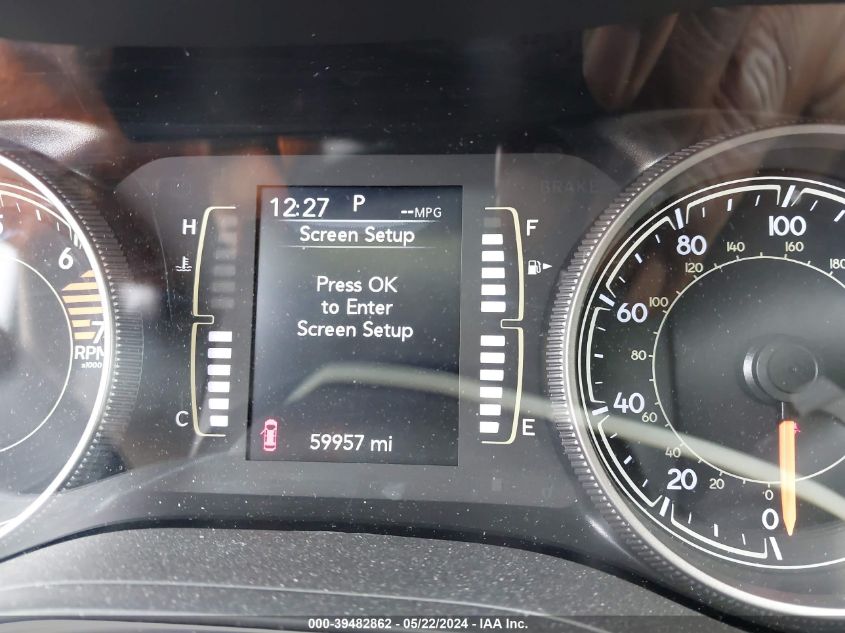 12:27 P --MPG
Screen Setup
Press OK
to Enter
Screen Setup
59957 mi
H
C
F
E
BRAKE
5
6
7
RPM
x1000
100
80
60
40
20
0
180
160
140
120
100
80
60
40
20
0
000-39482862 - 05/22/2024 - IAA Inc.